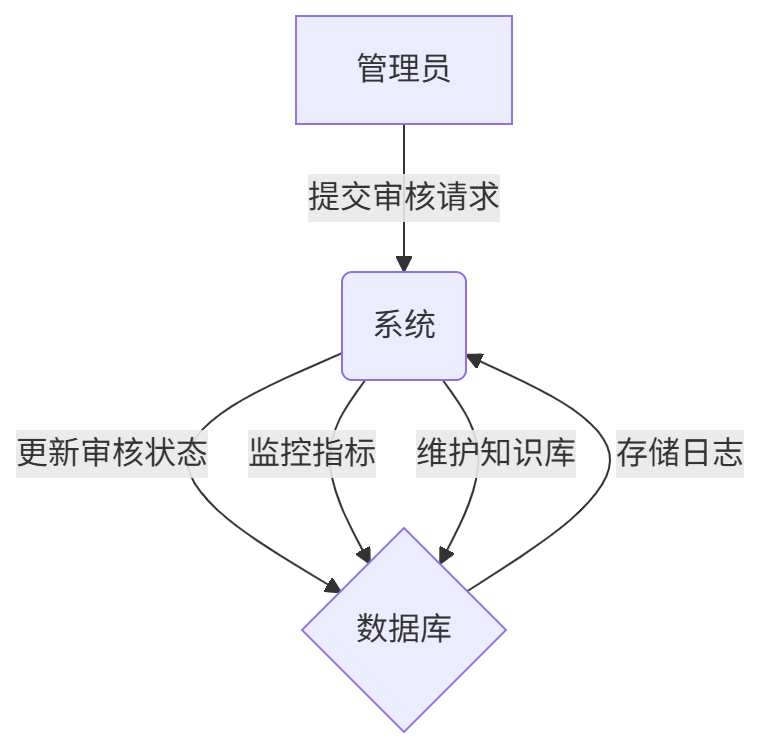 管理员
提交审核请求
系统
更新审核状态
监控指标
维护知识库
存储日志
数据库